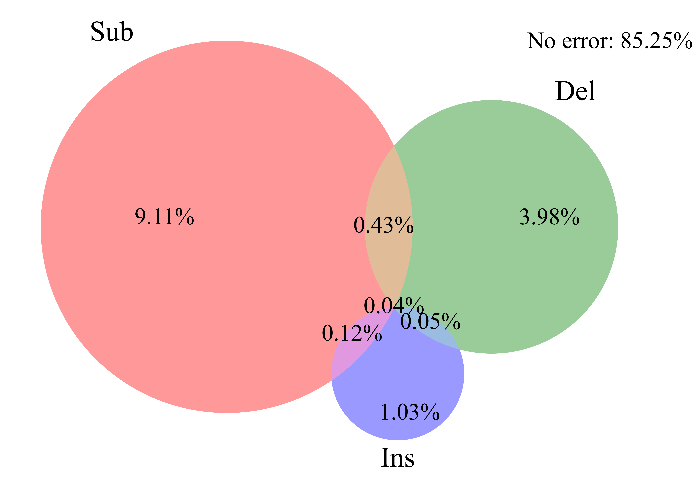 Sub
No error: 85.25%
Del
9.11%
0.43%
3.98%
0.04%
0.05%
0.12%
1.03%
Ins